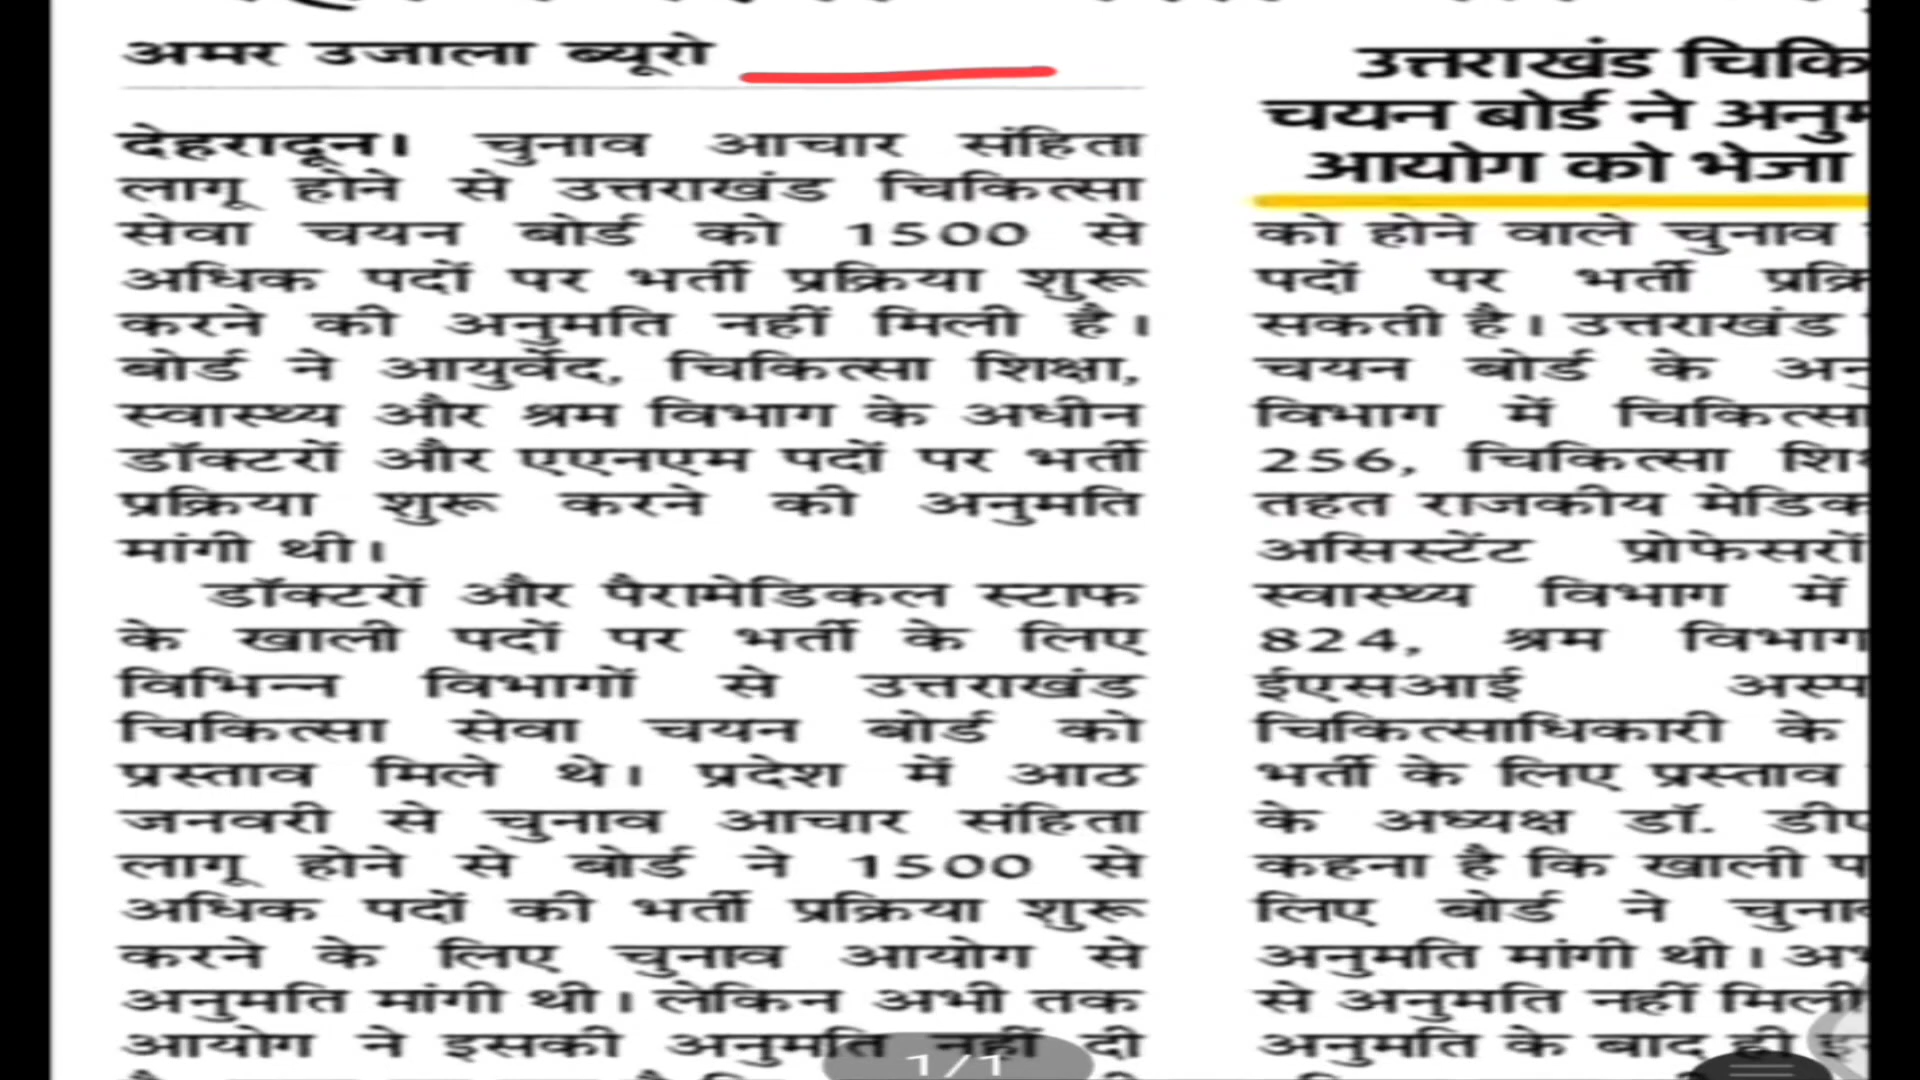 अमर उजाला ब्यूरो
देहरादून। चुनाव आचार संहिता
लागू होने से उत्तराखंड चिकित्सा
सेवा चयन बोर्ड को 1500 से
अधिक पदों पर भर्ती प्रक्रिया शुरू
करने की अनुमति नहीं मिली है।
बोर्ड ने आयुर्वेद, चिकित्सा शिक्षा,
स्वास्थ्य और श्रम विभाग के अधीन
डॉक्टरों और एएनएम पदों पर भर्ती
प्रक्रिया शुरू करने की अनुमति
मांगी थी।
डॉक्टरों और पैरामेडिकल स्टाफ
के खाली पदों पर भर्ती के लिए
विभिन्न विभागों से उत्तराखंड
चिकित्सा सेवा चयन बोर्ड को
प्रस्ताव मिले थे। प्रदेश में आठ
जनवरी से चुनाव आचार संहिता
लागू होने से बोर्ड ने 1500 से
अधिक पदों की भर्ती प्रक्रिया शुरू
करने के लिए चुनाव आयोग से
अनुमति मांगी थी। लेकिन अभी तक
आयोग ने इसकी अनुमति नहीं दी
उत्तराखंड चिकि
चयन बोर्ड ने अनुम
आयोग को भेजा
को होने वाले चुनाव
पदों पर भर्ती प्रक्रि
सकती है। उत्तराखंड
चयन बोर्ड के अनु
विभाग में चिकित्सा
256, चिकित्सा शि
तहत राजकीय मेडिक
असिस्टेंट प्रोफेसरों
स्वास्थ्य विभाग में
824, श्रम विभाग
ईएसआई अस्प
चिकित्साधिकारी के
भर्ती के लिए प्रस्ताव
के अध्यक्ष डॉ. डी
कहना है कि खाली प
लिए बोर्ड ने चुनाव
अनुमति मांगी थी। अ
से अनुमति नहीं मिली
अनुमति के बाद ही
1/1